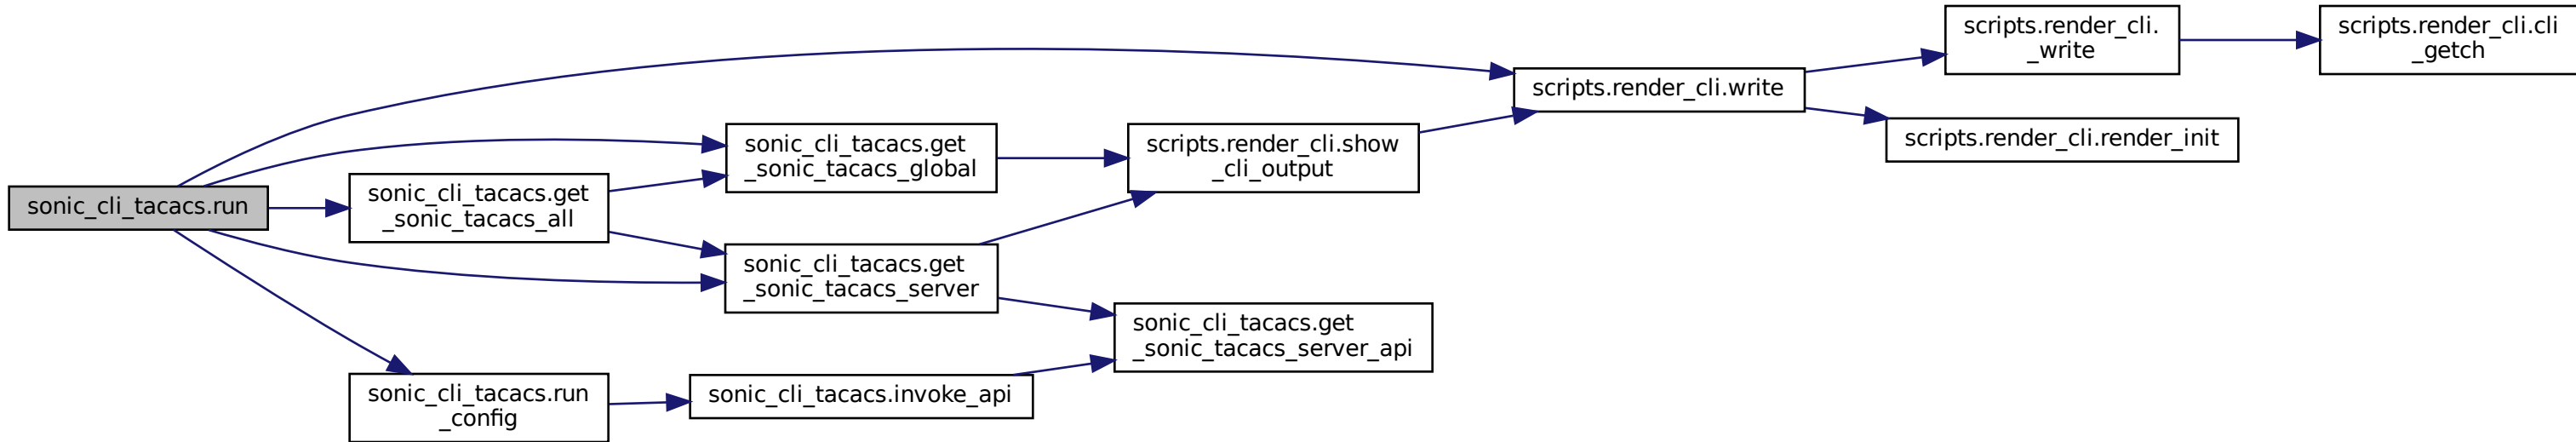 sonic_cli_tacacs.run
sonic_cli_tacacs.get
_sonic_tacacs_all
sonic_cli_tacacs.get
_sonic_tacacs_global
sonic_cli_tacacs.get
_sonic_tacacs_server
sonic_cli_tacacs.run
_config
sonic_cli_tacacs.invoke_api
scripts.render_cli.show
_cli_output
sonic_cli_tacacs.get
_sonic_tacacs_server_api
scripts.render_cli.write
scripts.render_cli.
_write
scripts.render_cli.render_init
scripts.render_cli.cli
_getch